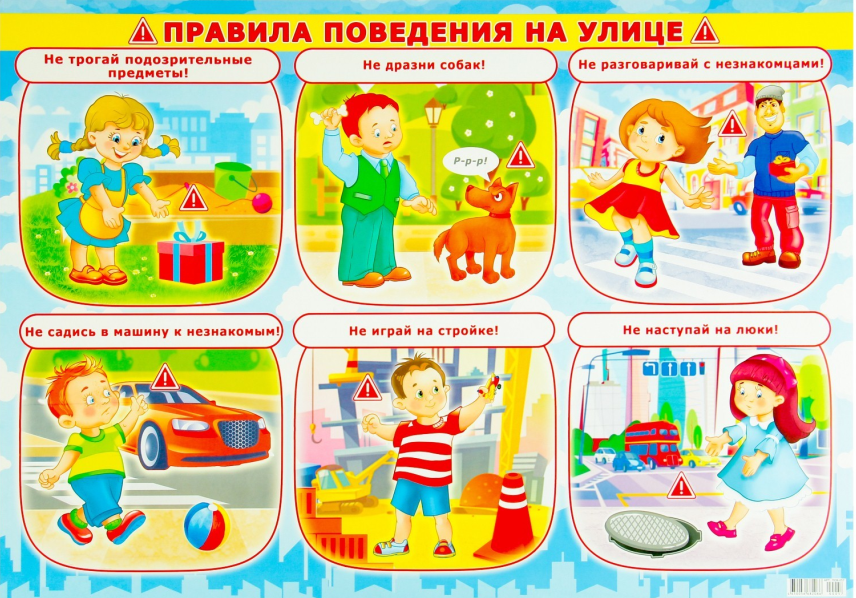 ПРАВИЛА ПОВЕДЕНИЯ НА УЛИЦЕ
Не трогай подозрительные
предметы!
Не дразни собак!
Р-р-р!
Не разговаривай с незнакомцами!
Не садись в машину к незнакомым!
Не играй на стройке!
Не наступай на люки!